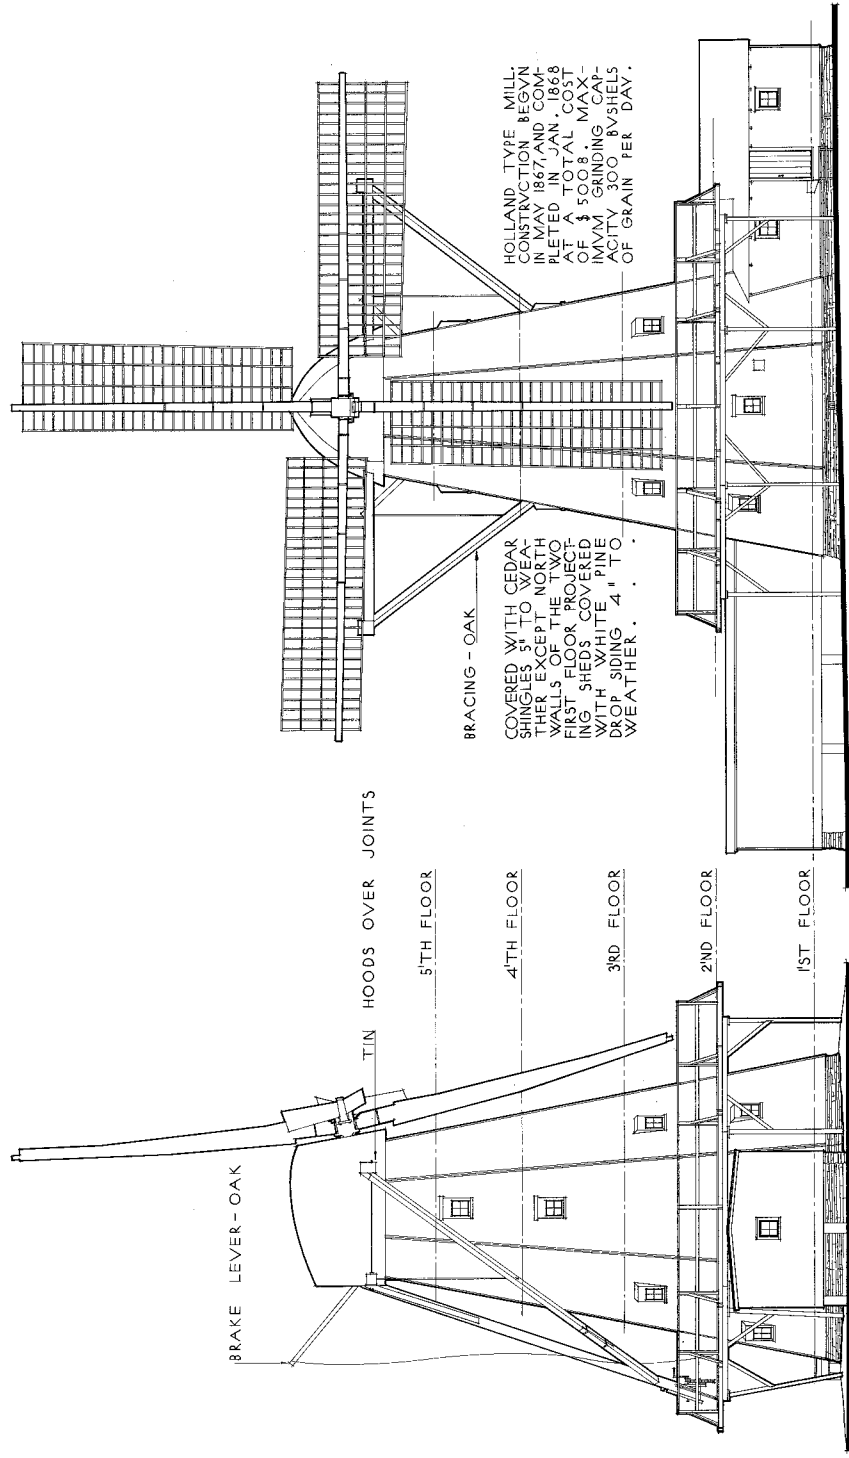 BRAKE LEVER-OAK
TIN HOODS OVER JOINTS
5'TH FLOOR
4'TH FLOOR
3'RD FLOOR
2'ND FLOOR
1'ST FLOOR
BRACING-OAK
COVERED WITH CEDAR
SHINGLES 5" TO WEA-
THER EXCEPT NORTH
WALLS OF THE TWO
FIRST FLOOR PROJECT-
ING SHEDS COVERED
WITH WHITE PINE
DROP SIDING 4" TO
WEATHER . . .
HOLLAND TYPE MILL.
CONSTRVCTION BEGVN
IN MAY 1867, AND COM-
PLETED IN JAN. 1868
AT A TOTAL COST
OF $ 5008. MAX-
IMVM GRINDING CAP-
ACITY 300 BVSHELS
OF GRAIN PER DAY.